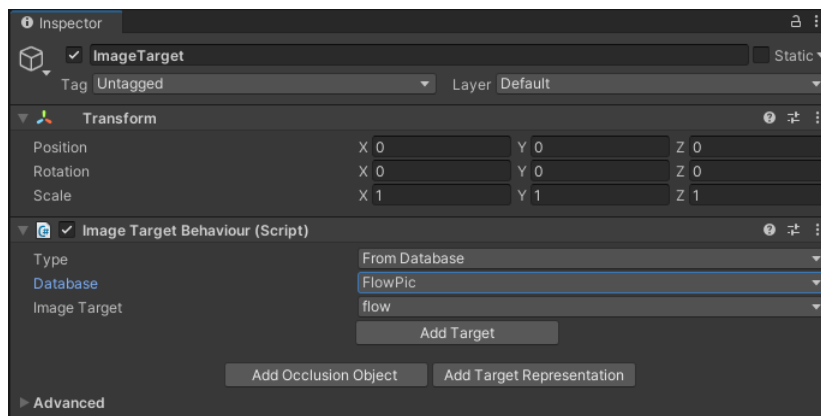 Inspector
ImageTarget Static
Tag Untagged Layer Default
Transform
Position X 0 Y 0 Z 0
Rotation X 0 Y 0 Z 0
Scale X 1 Y 1 Z 1
Image Target Behaviour (Script)
Type From Database
Database FlowPic
Image Target flow
Add Target
Add Occlusion Object Add Target Representation
Advanced